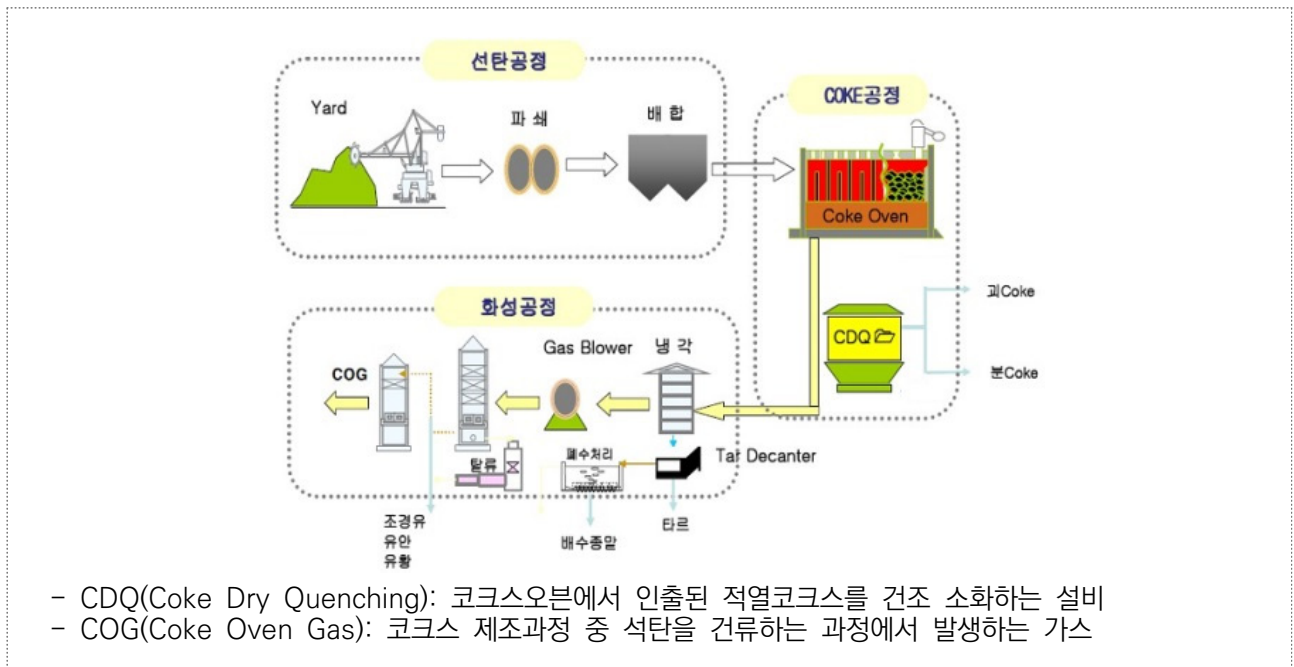 선탄공정
Yard
파 쇄
배 합
COKE공정
Coke Oven
CDQ
괴Coke
분Coke
화성공정
Gas Blower
냉 각
COG
탈류
폐수처리
Tar Decanter
조경유
유안
유황
배수종말
타르
- CDQ(Coke Dry Quenching): 코크스오븐에서 인출된 적열코크스를 건조 소화하는 설비
- COG(Coke Oven Gas): 코크스 제조과정 중 석탄을 건류하는 과정에서 발생하는 가스